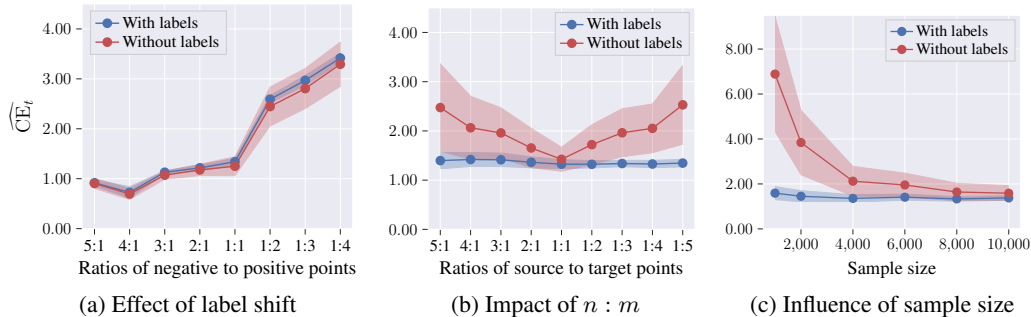 With labels
Without labels
4.00
3.00
2.00
1.00
0.00
5:1 4:1 3:1 2:1 1:1 1:2 1:3 1:4
Ratios of negative to positive points
$\widehat{\mathrm{CE}}_t$
(a) Effect of label shift
With labels
Without labels
4.00
3.00
2.00
1.00
0.00
5:1 4:1 3:1 2:1 1:1 1:2 1:3 1:4 1:5
Ratios of source to target points
(b) Impact of n : m
With labels
Without labels
8.00
6.00
4.00
2.00
0.00
2,000 4,000 6,000 8,000 10,000
Sample size
(c) Influence of sample size